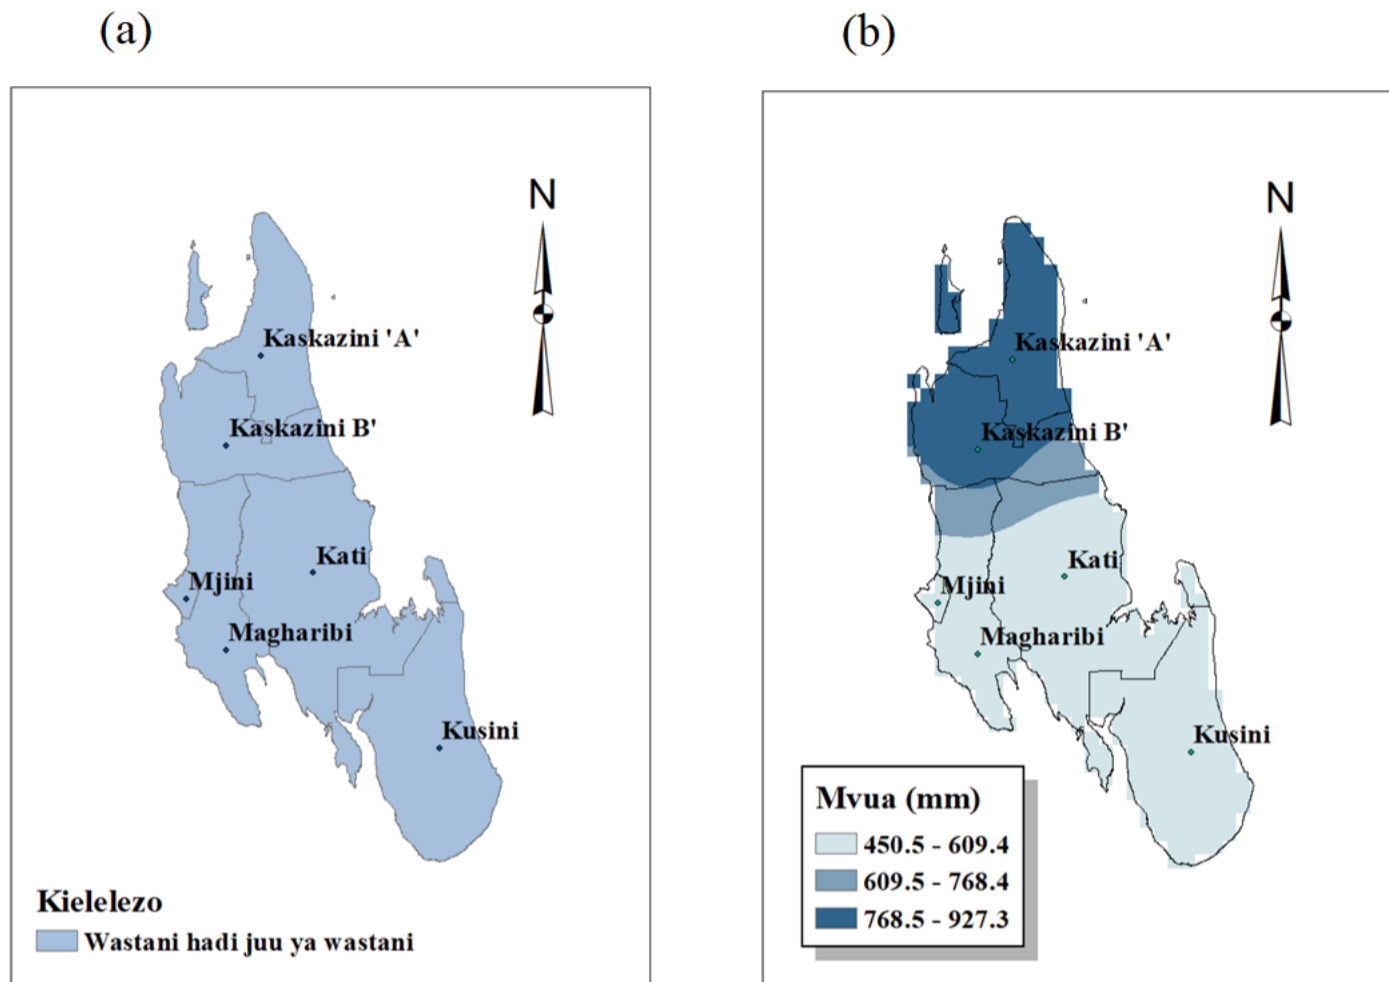 (a)
N
Kaskazini 'A'
Kaskazini B'
Kati
Mjini
Magharibi
Kusini
Kielelezo
Wastani hadi juu ya wastani
(b)
N
Kaskazini 'A'
Kaskazini B'
Kati
Mjini
Magharibi
Kusini
Mvua (mm)
450.5 - 609.4
609.5 - 768.4
768.5 - 927.3